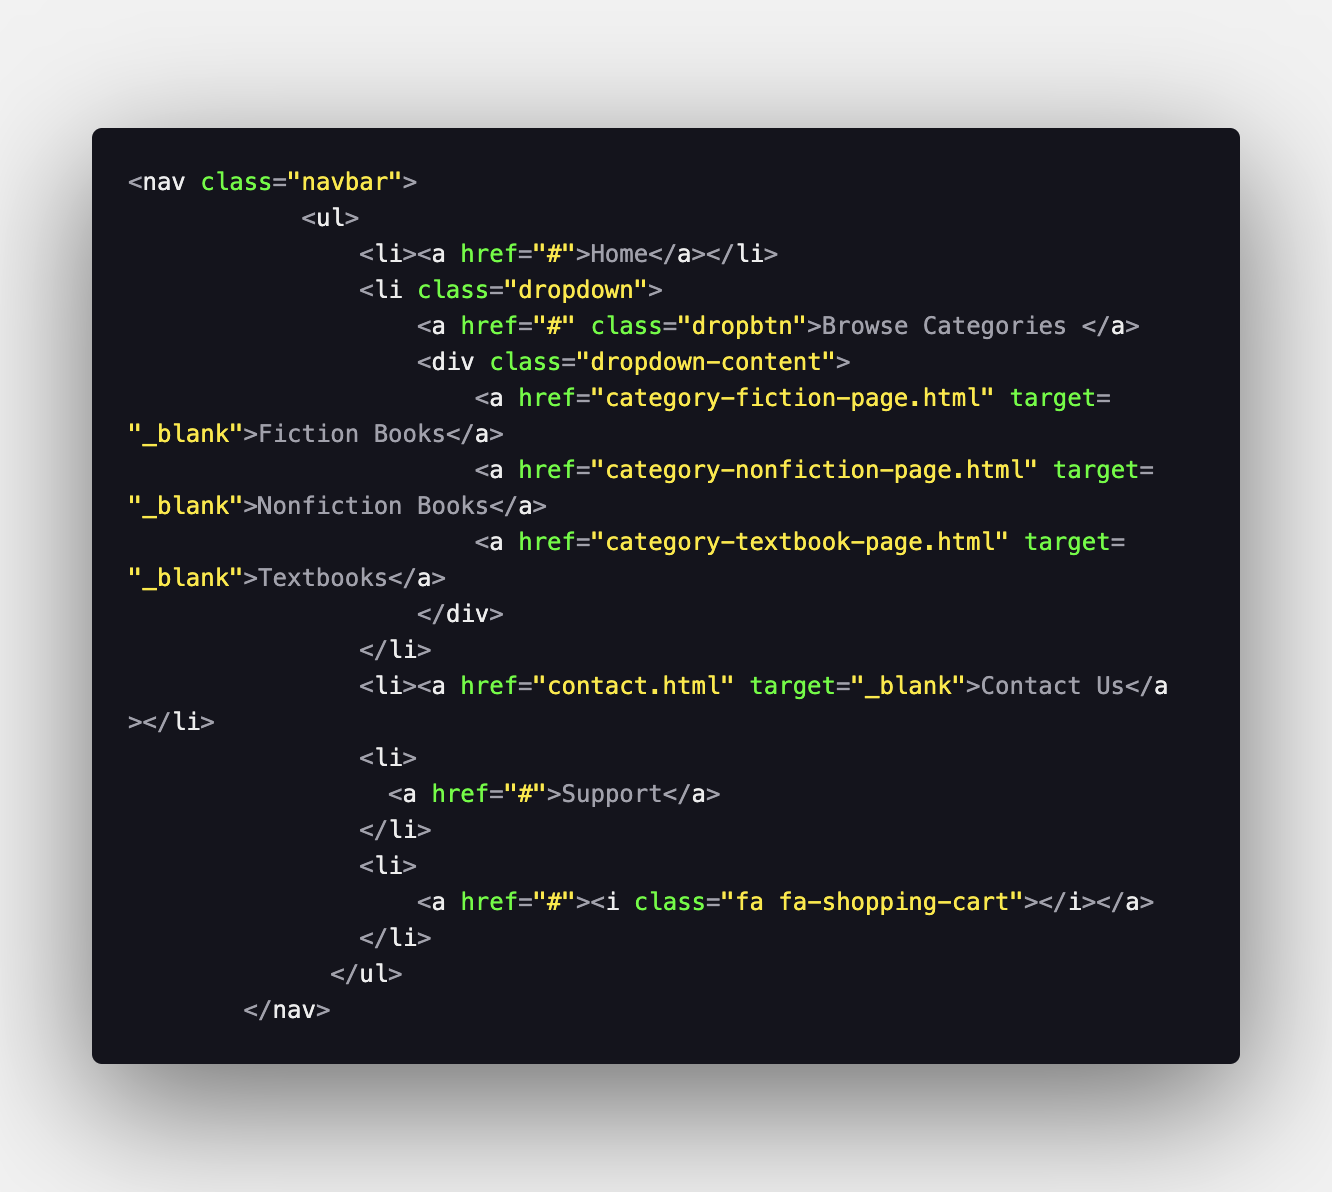 <nav class="navbar">
            <ul>
                <li><a href="#">Home</a></li>
                <li class="dropdown">
                    <a href="#" class="dropbtn">Browse Categories </a>
                    <div class="dropdown-content">
                        <a href="category-fiction-page.html" target=
"_blank">Fiction Books</a>
                        <a href="category-nonfiction-page.html" target=
"_blank">Nonfiction Books</a>
                        <a href="category-textbook-page.html" target=
"_blank">Textbooks</a>
                    </div>
                </li>
                <li><a href="contact.html" target="_blank">Contact Us</a
></li>
                <li>
                  <a href="#">Support</a>
                </li>
                <li>
                    <a href="#"><i class="fa fa-shopping-cart"></i></a>
                </li>
              </ul>
        </nav>